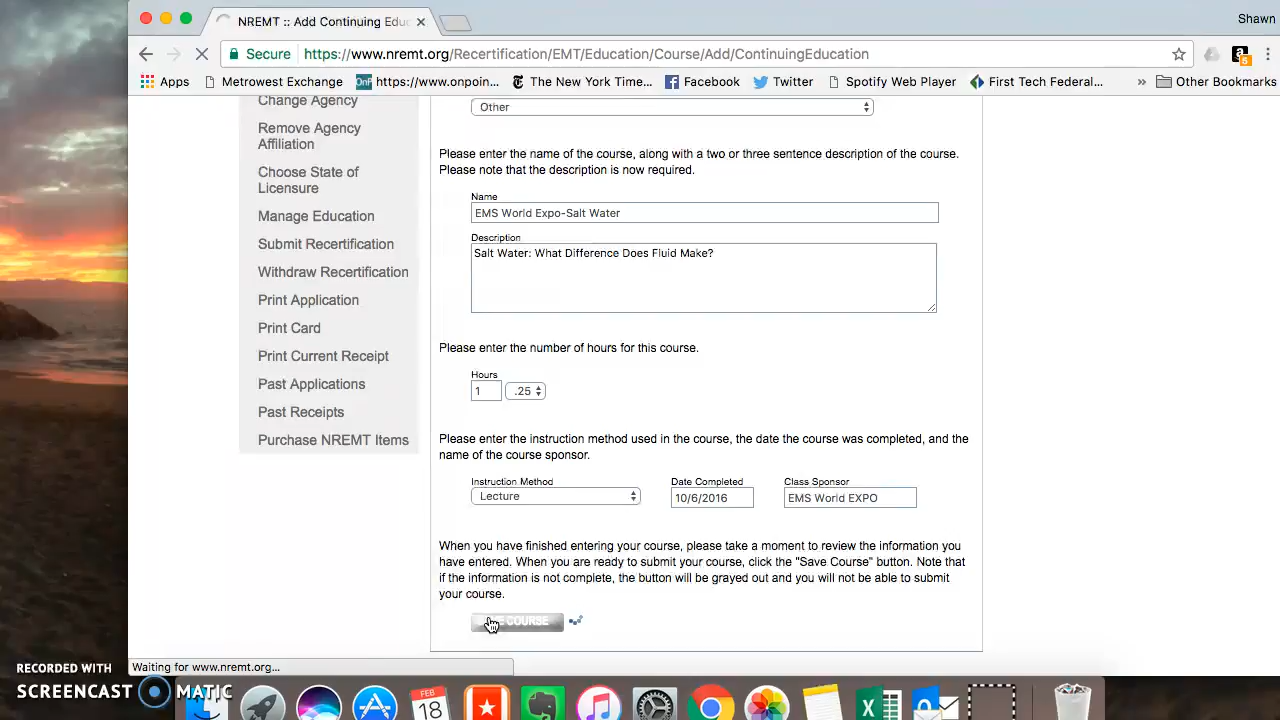 NREMT :: Add Continuing Educ
Shawn
Secure
https://www.nremt.org/Recertification/EMT/Education/Course/Add/ContinuingEducation
5
Apps
Metrowest Exchange
OnP
https://www.onpoin...
The New York Time...
Facebook
Twitter
Spotify Web Player
First Tech Federal...
»
Other Bookmarks
Change Agency
Remove Agency
Affiliation
Choose State of
Licensure
Manage Education
Submit Recertification
Withdraw Recertification
Print Application
Print Card
Print Current Receipt
Past Applications
Past Receipts
Purchase NREMT Items
Other
Please enter the name of the course, along with a two or three sentence description of the course.
Please note that the description is now required.
Name
EMS World Expo-Salt Water
Description
Salt Water: What Difference Does Fluid Make?
Please enter the number of hours for this course.
Hours
1
.25
Please enter the instruction method used in the course, the date the course was completed, and the
name of the course sponsor.
Instruction Method
Date Completed
Class Sponsor
Lecture
10/6/2016
EMS World EXPO
When you have finished entering your course, please take a moment to review the information you
have entered. When you are ready to submit your course, click the "Save Course" button. Note that
if the information is not complete, the button will be grayed out and you will not be able to submit
your course.
COURSE
Waiting for www.nremt.org...
RECORDED WITH
SCREENCAST MATIC
FEB
18